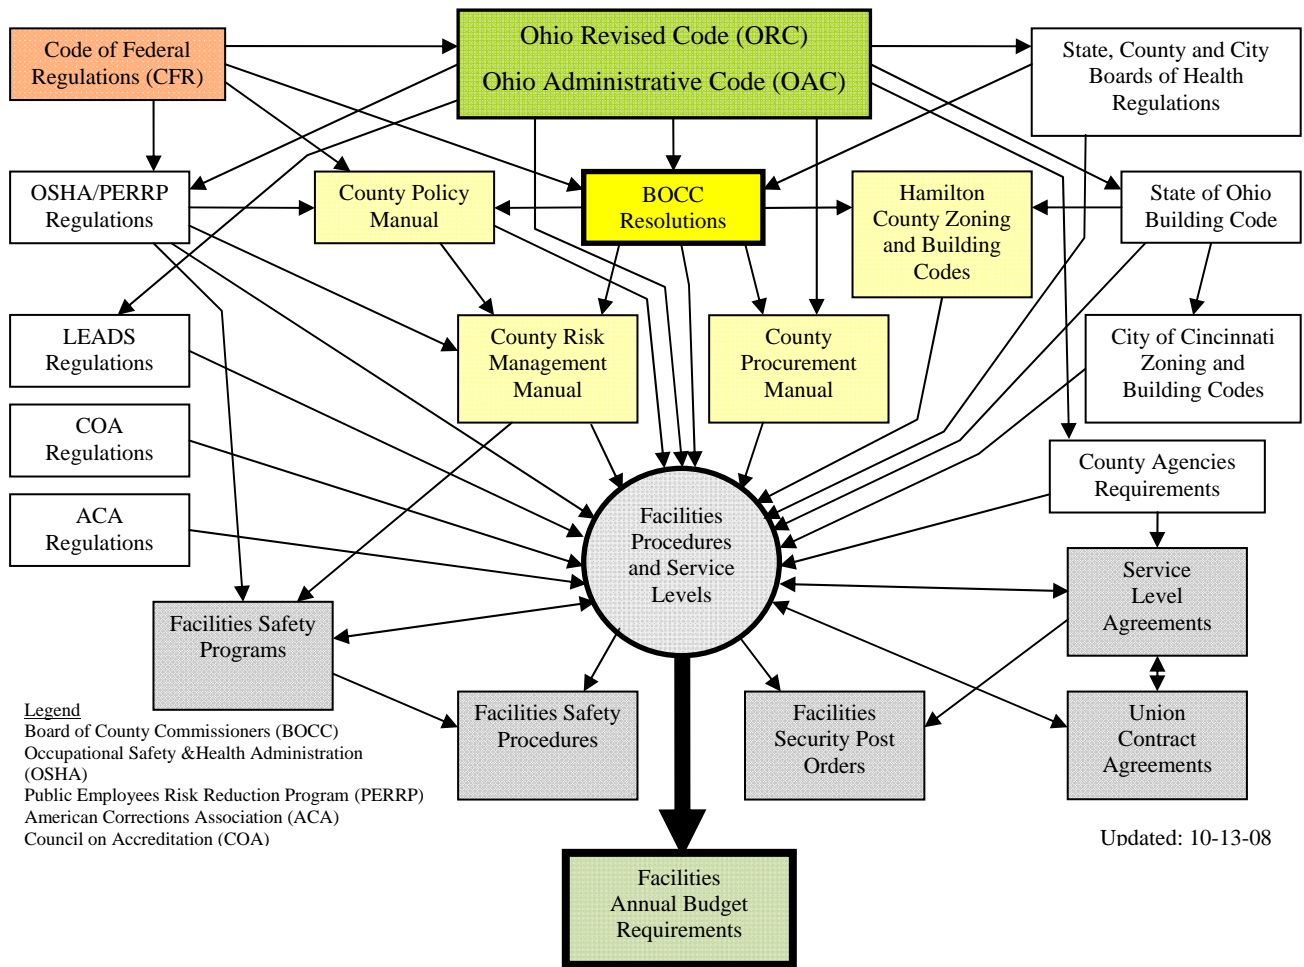 Code of Federal
Regulations (CFR)
Ohio Revised Code (ORC)
Ohio Administrative Code (OAC)
State, County and City
Boards of Health
Regulations
OSHA/PERRP
Regulations
County Policy
Manual
BOCC
Resolutions
Hamilton
County Zoning
and Building
Codes
State of Ohio
Building Code
LEADS
Regulations
County Risk
Management
Manual
County
Procurement
Manual
City of Cincinnati
Zoning and
Building Codes
COA
Regulations
County Agencies
Requirements
ACA
Regulations
Facilities
Procedures
and Service
Levels
Service
Level
Agreements
Facilities Safety
Programs
Facilities Safety
Procedures
Facilities
Security Post
Orders
Union
Contract
Agreements
Legend
Board of County Commissioners (BOCC)
Occupational Safety &Health Administration
(OSHA)
Public Employees Risk Reduction Program (PERRP)
American Corrections Association (ACA)
Council on Accreditation (COA)
Updated: 10-13-08
Facilities
Annual Budget
Requirements